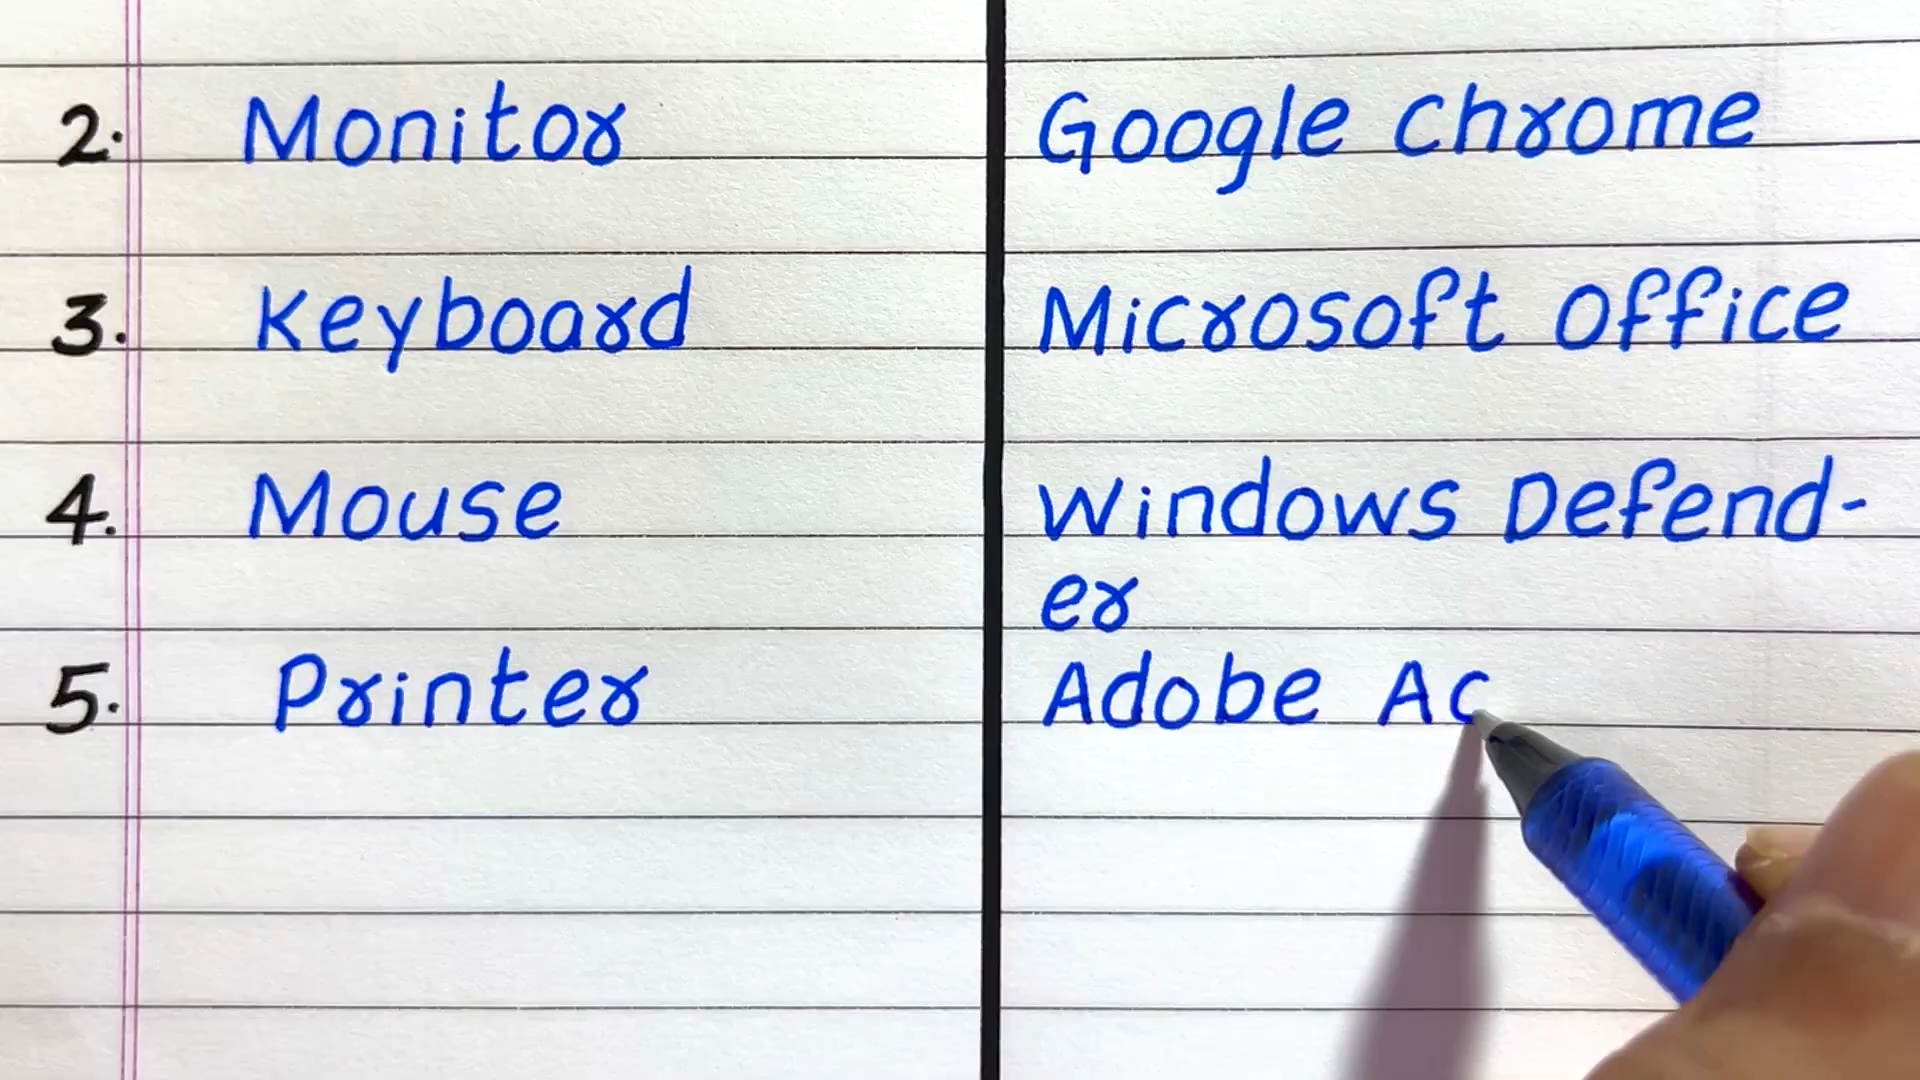 2. Monitor Google Chrome
3. Keyboard Microsoft Office
4. Mouse Windows Defend-
er
5. Printer Adobe Ac